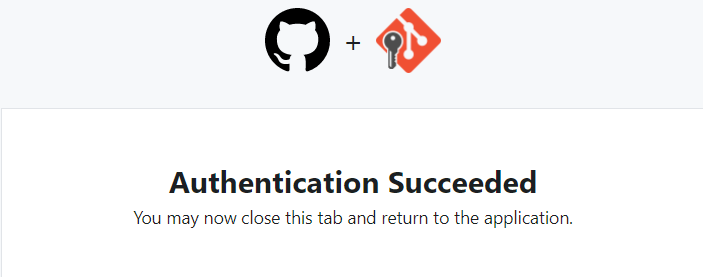 +
Authentication Succeeded
You may now close this tab and return to the application.